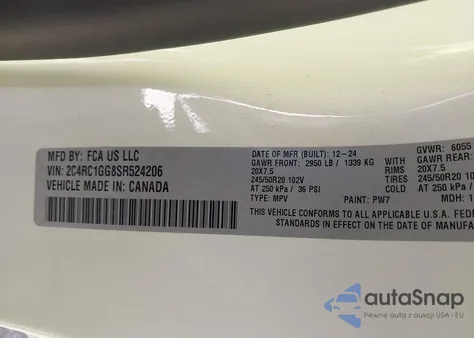 MFD BY: FCA US LLC
VIN: 2C4RC1GG8SR524206
VEHICLE MADE IN: CANADA
DATE OF MFR (BUILT): 12-24
GAWR FRONT: 2950 LB / 1339 KG
20X7.5
245/50R20 102V
AT 250 kPa / 36 PSI
TYPE: MPV
PAINT: PW7
GVWR: 6055
GAWR REAR:
RIMS 20X7.5
TIRES 245/50R20 102
AT 250 kPa
MDH: 1
THIS VEHICLE CONFORMS TO ALL APPLICABLE U.S.A. FEDE
STANDARDS IN EFFECT ON THE DATE OF MANUFA
autoSnap
Pewne auta z aukcji USA - EU